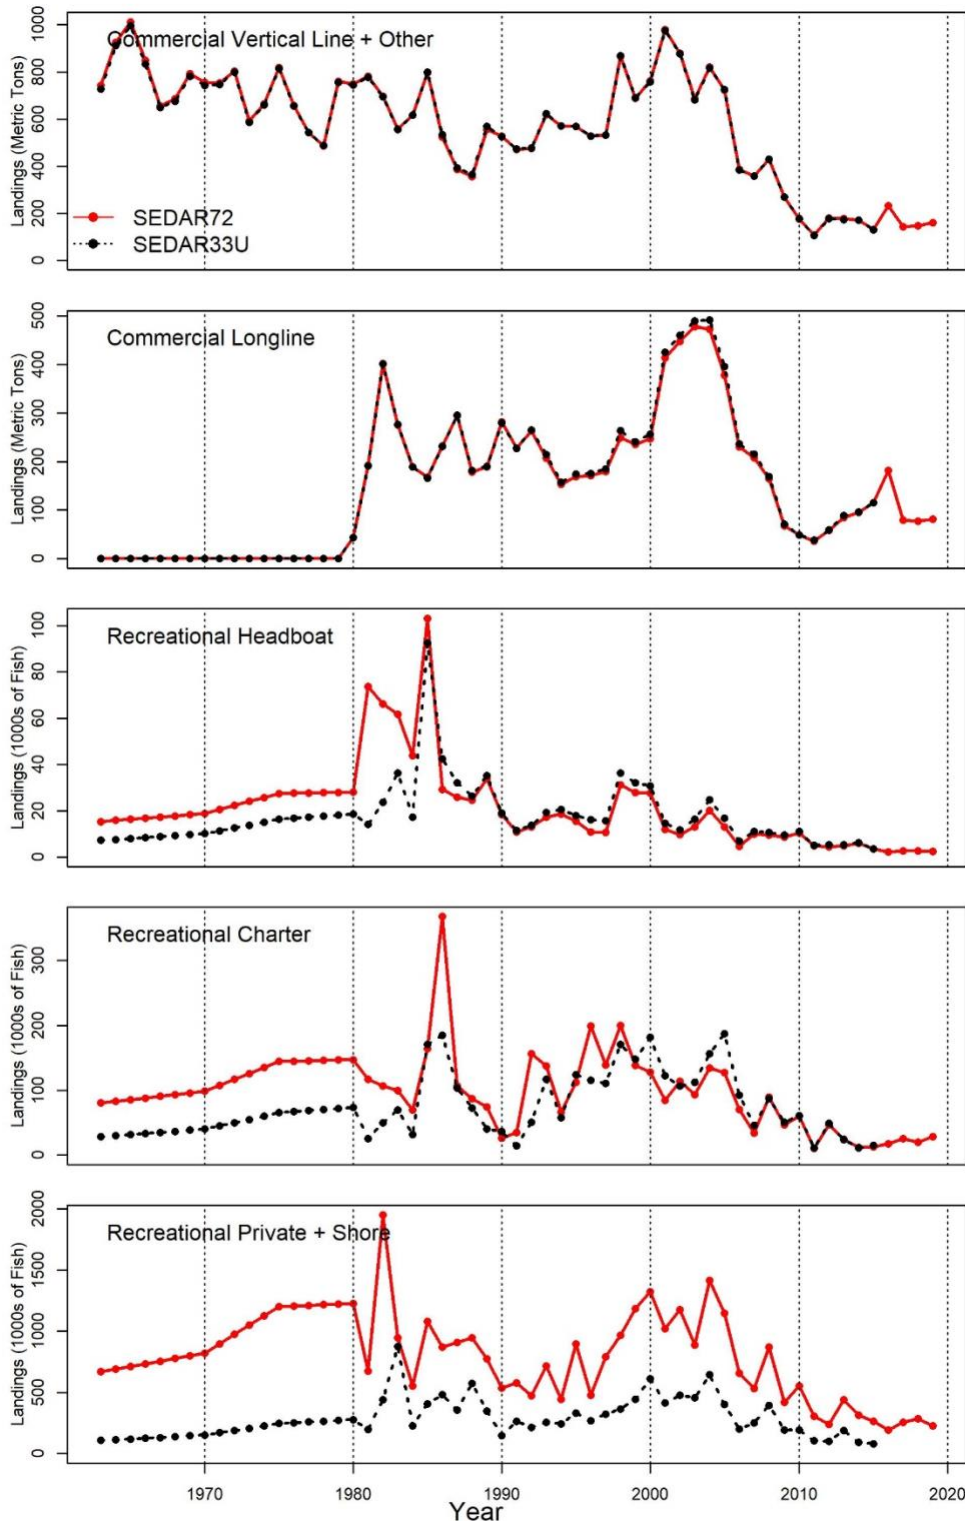 Commercial Vertical Line + Other
Landings (Metric Tons)
0 200 400 600 800 1000
SEDAR72
SEDAR33U
Commercial Longline
Landings (Metric Tons)
0 100 200 300 400 500
Recreational Headboat
Landings (1000s of Fish)
0 20 40 60 80 100
Recreational Charter
Landings (1000s of Fish)
0 100 200 300
Recreational Private + Shore
Landings (1000s of Fish)
0 500 1000 1500 2000
1970 1980 1990 2000 2010 2020
Year